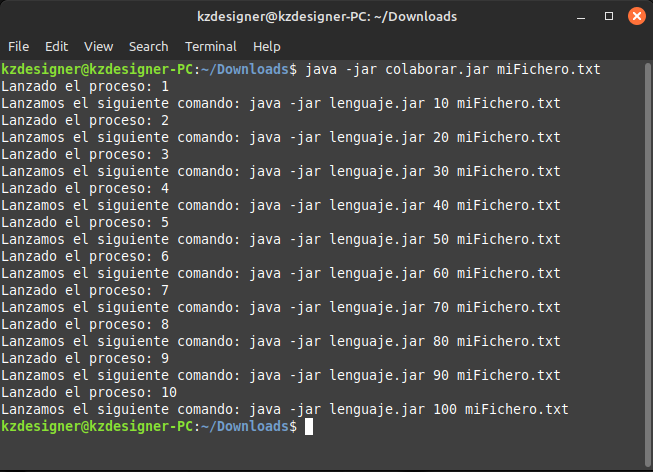 kzdesigner@kzdesigner-PC: ~/Downloads
File Edit View Search Terminal Help
kzdesigner@kzdesigner-PC:~/Downloads$ java -jar colaborar.jar miFichero.txt
Lanzado el proceso: 1
Lanzamos el siguiente comando: java -jar lenguaje.jar 10 miFichero.txt
Lanzado el proceso: 2
Lanzamos el siguiente comando: java -jar lenguaje.jar 20 miFichero.txt
Lanzado el proceso: 3
Lanzamos el siguiente comando: java -jar lenguaje.jar 30 miFichero.txt
Lanzado el proceso: 4
Lanzamos el siguiente comando: java -jar lenguaje.jar 40 miFichero.txt
Lanzado el proceso: 5
Lanzamos el siguiente comando: java -jar lenguaje.jar 50 miFichero.txt
Lanzado el proceso: 6
Lanzamos el siguiente comando: java -jar lenguaje.jar 60 miFichero.txt
Lanzado el proceso: 7
Lanzamos el siguiente comando: java -jar lenguaje.jar 70 miFichero.txt
Lanzado el proceso: 8
Lanzamos el siguiente comando: java -jar lenguaje.jar 80 miFichero.txt
Lanzado el proceso: 9
Lanzamos el siguiente comando: java -jar lenguaje.jar 90 miFichero.txt
Lanzado el proceso: 10
Lanzamos el siguiente comando: java -jar lenguaje.jar 100 miFichero.txt
kzdesigner@kzdesigner-PC:~/Downloads$